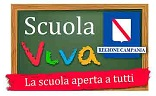 Scuola
Viva
REGIONE CAMPANIA
La scuola aperta a tutti